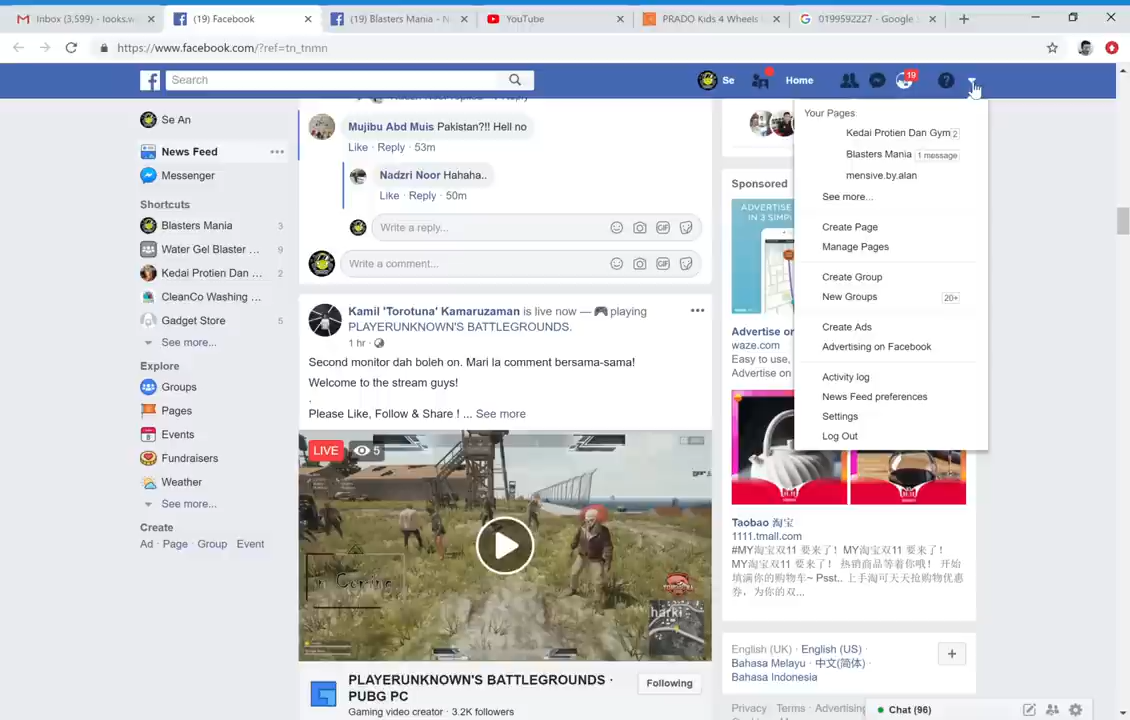 Inbox (3,599) - looks.w
(19) Facebook
(19) Blasters Mania - N
YouTube
PRADO Kids 4 Wheels
0199592227 - Google
https://www.facebook.com/?ref=tn_tnmn
Search
Se
Home
19
Se An
News Feed
Messenger
Shortcuts
Blasters Mania 3
Water Gel Blaster ... 9
Kedai Protien Dan ... 2
CleanCo Washing ...
Gadget Store 5
See more...
Explore
Groups
Pages
Events
Fundraisers
Weather
See more...
Create
Ad · Page · Group Event
Mujibu Abd Muis Pakistan?!! Hell no
Like · Reply · 53m
Nadzri Noor Hahaha..
Like · Reply · 50m
Write a reply...
GIF
Write a comment...
GIF
Kamil 'Torotuna' Kamaruzaman is live now — 🎮 playing
PLAYERUNKNOWN'S BATTLEGROUNDS.
1 hr ·
Second monitor dah boleh on. Mari la comment bersama-sama!
Welcome to the stream guys!
.
Please Like, Follow & Share ! ... See more
LIVE 5
harki
PLAYERUNKNOWN'S BATTLEGROUNDS ·
PUBG PC
Gaming video creator · 3.2K followers
Following
Your Pages:
Kedai Protien Dan Gym 2
Blasters Mania 1 message
mensive.by.alan
See more...
Create Page
Manage Pages
Create Group
New Groups 20+
Create Ads
Advertising on Facebook
Activity log
News Feed preferences
Settings
Log Out
Sponsored
ADVERTISE
IN 3 SIMPL
Advertise on
waze.com
Easy to use,
Advertise on
Taobao 淘宝
1111.tmall.com
#MY淘宝双11 要来了！MY淘宝双11
要来了！MY淘宝双11 要来了！ 热销商品等着你哦！ 开始
填满你的购物车~ Psst.. 上手淘可天天抢购物优惠
券，为你的双...
English (UK) · English (US) ·
Bahasa Melayu · 中文(简体) ·
Bahasa Indonesia
Privacy · Terms · Advertising
Chat (96)